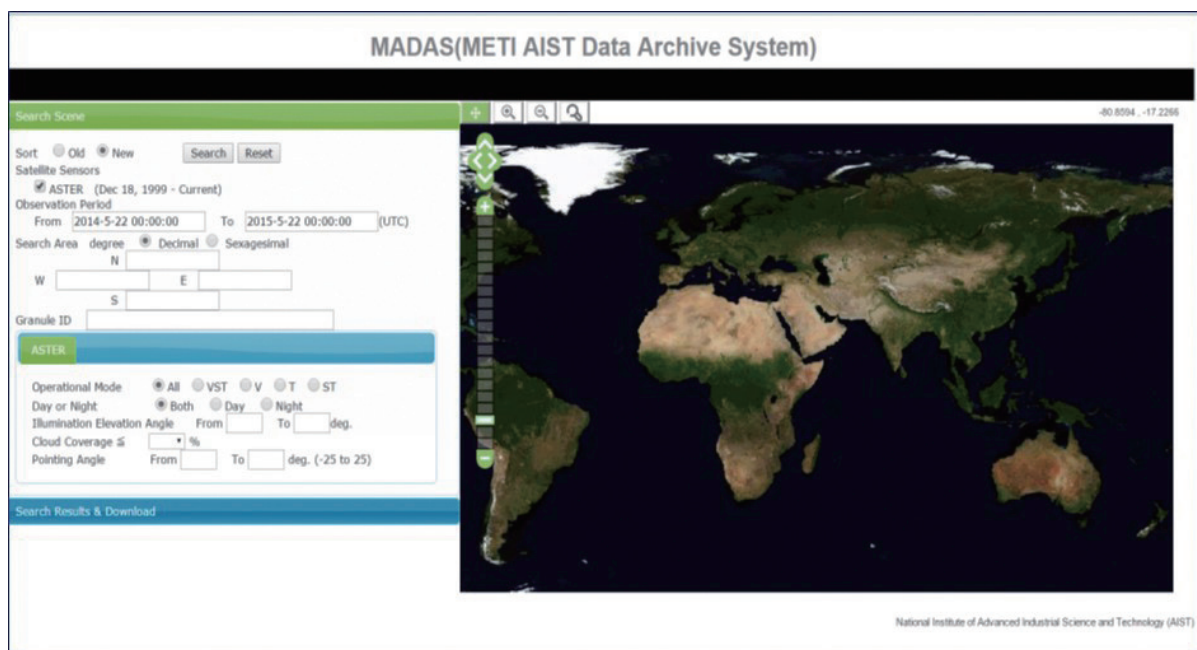 MADAS(METI AIST Data Archive System)
Search Scene
-80.8594 , -17.2266
Sort Old New Search Reset
Satellite Sensors
ASTER (Dec 18, 1999 - Current)
Observation Period
From 2014-5-22 00:00:00 To 2015-5-22 00:00:00 (UTC)
Search Area degree Decimal Sexagesimal
N
W E
S
Granule ID
ASTER
Operational Mode All VST V T ST
Day or Night Both Day Night
Illumination Elevation Angle From To deg.
Cloud Coverage ≦ %
Pointing Angle From To deg. (-25 to 25)
Search Results & Download
National Institute of Advanced Industrial Science and Technology (AIST)